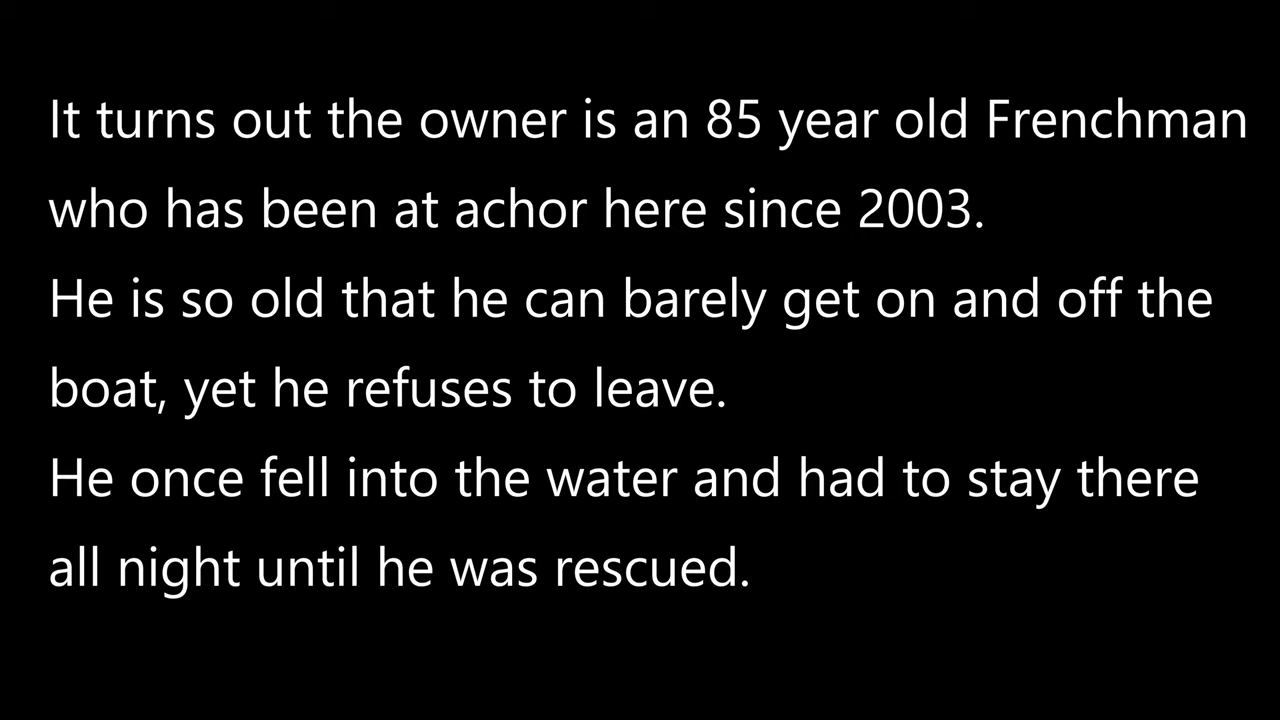 It turns out the owner is an 85 year old Frenchman
who has been at achor here since 2003.
He is so old that he can barely get on and off the
boat, yet he refuses to leave.
He once fell into the water and had to stay there
all night until he was rescued.